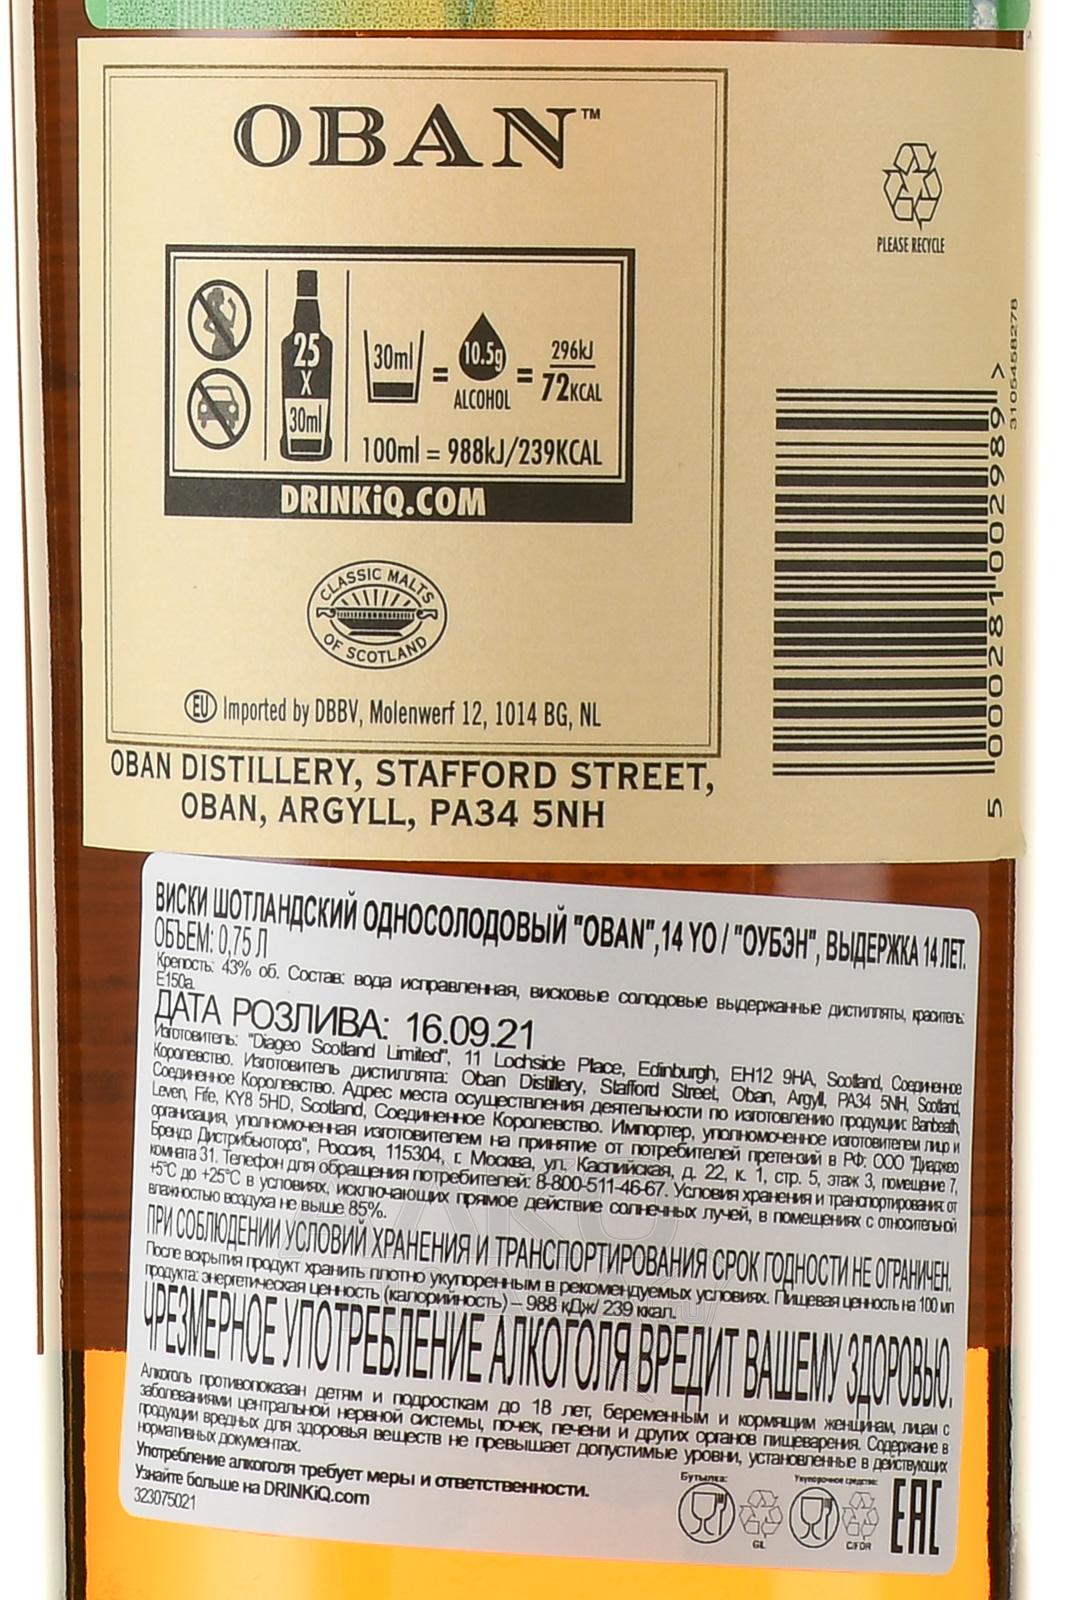 OBAN™
PLEASE RECYCLE
25
X
30ml
30ml
=
10.5g
ALCOHOL
=
296kJ
72KCAL
100ml = 988kJ/239KCAL
DRINKiQ.COM
CLASSIC MALTS
OF SCOTLAND
EU Imported by DBBV, Molenwerf 12, 1014 BG, NL
OBAN DISTILLERY, STAFFORD STREET,
OBAN, ARGYLL, PA34 5NH
5 000281 002989 >
3105458278
ВИСКИ ШОТЛАНДСКИЙ ОДНОСОЛОДОВЫЙ "OBAN",14 YO / "ОУБЭН", ВЫДЕРЖКА 14 ЛЕТ.
ОБЪЕМ: 0,75 Л
Крепость: 43% об. Состав: вода исправленная, висковые солодовые выдержанные дистилляты, краситель:
Е150а.
ДАТА РОЗЛИВА: 16.09.21
Изготовитель: "Diageo Scotland Limited", 11 Lochside Place, Edinburgh, EH12 9HA, Scotland, Соединенное
Королевство. Изготовитель дистиллята: Oban Distillery, Stafford Street, Oban, Argyll, PA34 5NH, Scotland,
Соединенное Королевство. Адрес места осуществления деятельности по изготовлению продукции: Banbeath,
Leven, Fife, KY8 5HD, Scotland, Соединенное Королевство. Импортер, уполномоченное изготовителем лицо и
организация, уполномоченная изготовителем на принятие от потребителей претензий в РФ: ООО "Диаджео
Брендз Дистрибьюторз", Россия, 115304, г. Москва, ул. Каспийская, д. 22, к. 1, стр. 5, этаж 3, помещение 7,
комната 31. Телефон для обращения потребителей: 8-800-511-46-67. Условия хранения и транспортирования: от
+5°C до +25°C в условиях, исключающих прямое действие солнечных лучей, в помещениях с относительной
влажностью воздуха не выше 85%.
ПРИ СОБЛЮДЕНИИ УСЛОВИЙ ХРАНЕНИЯ И ТРАНСПОРТИРОВАНИЯ СРОК ГОДНОСТИ НЕ ОГРАНИЧЕН.
После вскрытия продукт хранить плотно укупоренным в рекомендуемых условиях. Пищевая ценность на 100 мл
продукта: энергетическая ценность (калорийность) – 988 кДж/ 239 ккал.
ЧРЕЗМЕРНОЕ УПОТРЕБЛЕНИЕ АЛКОГОЛЯ ВРЕДИТ ВАШЕМУ ЗДОРОВЬЮ.
Алкоголь противопоказан детям и подросткам до 18 лет, беременным и кормящим женщинам, лицам с
заболеваниями центральной нервной системы, почек, печени и других органов пищеварения. Содержание в
продукции вредных для здоровья веществ не превышает допустимые уровни, установленные в действующих
нормативных документах.
Употребление алкоголя требует меры и ответственности.
Узнайте больше на DRINKiQ.com
323075021
Бутылка:
GL
Укупорочное средство:
C/FOR
EAC